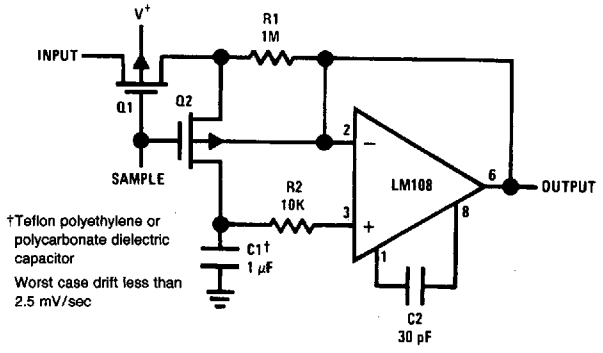 V+
R1
1M
INPUT
Q1
Q2
2
−
LM108
6
OUTPUT
SAMPLE
R2
10K
3
+
8
1
†Teflon polyethylene or
polycarbonate dielectric
capacitor
Worst case drift less than
2.5 mV/sec
C1†
1 μF
C2
30 pF